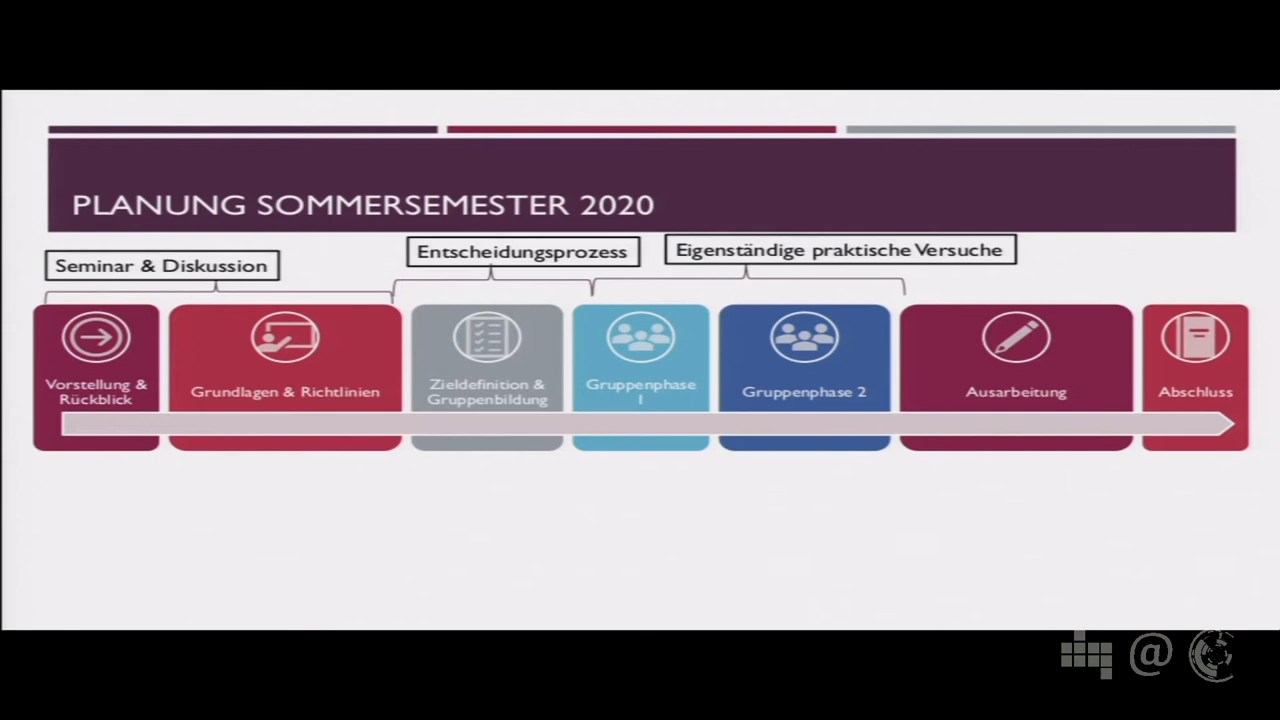 PLANUNG SOMMERSEMESTER 2020
Seminar & Diskussion
Entscheidungsprozess
Eigenständige praktische Versuche
Vorstellung &
Rückblick
Grundlagen & Richtlinien
Zieldefinition &
Gruppenbildung
Gruppenphase
1
Gruppenphase 2
Ausarbeitung
Abschluss
@